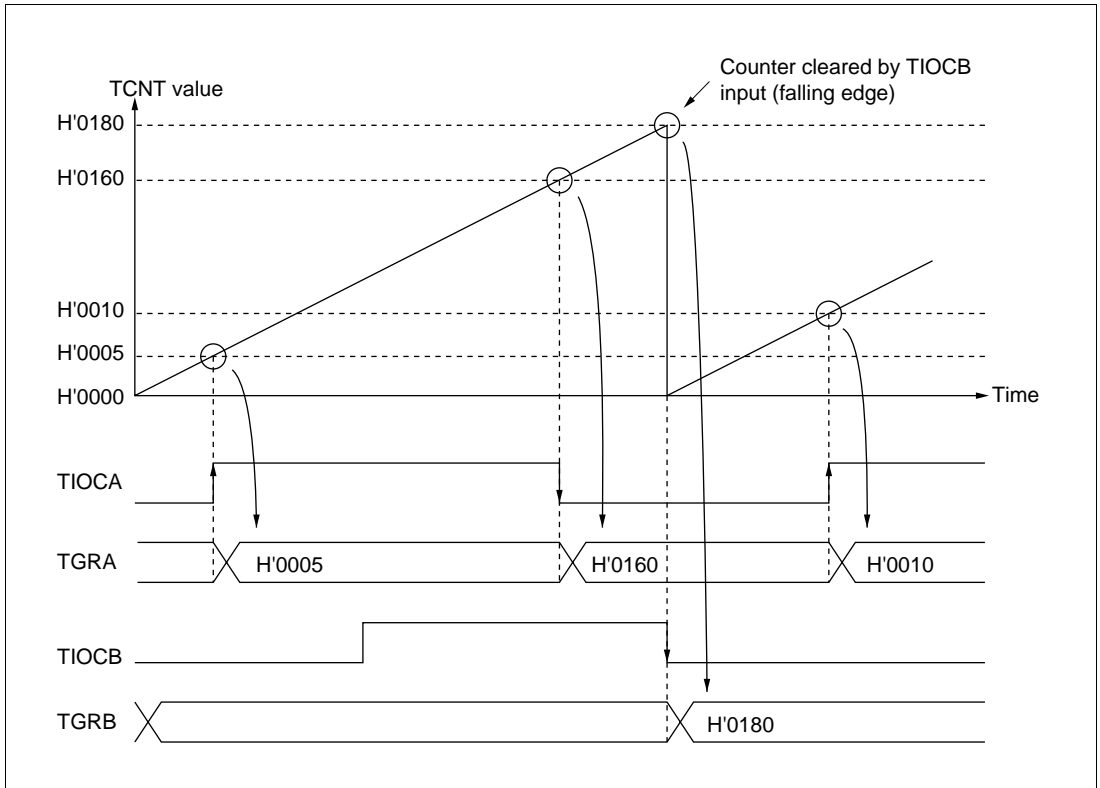 Counter cleared by TIOCB
input (falling edge)
TCNT value
H'0180
H'0160
H'0010
H'0005
H'0000
Time
TIOCA
TGRA
H'0005
H'0160
H'0010
TIOCB
TGRB
H'0180